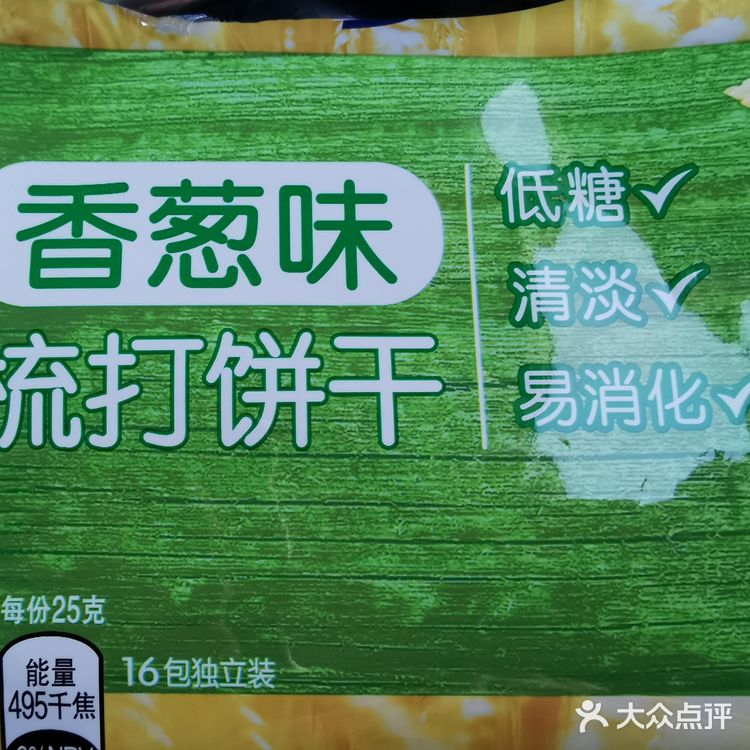 香葱味
梳打饼干
低糖✓
清淡✓
易消化✓
每份25克
能量
495千焦
16包独立装
大众点评